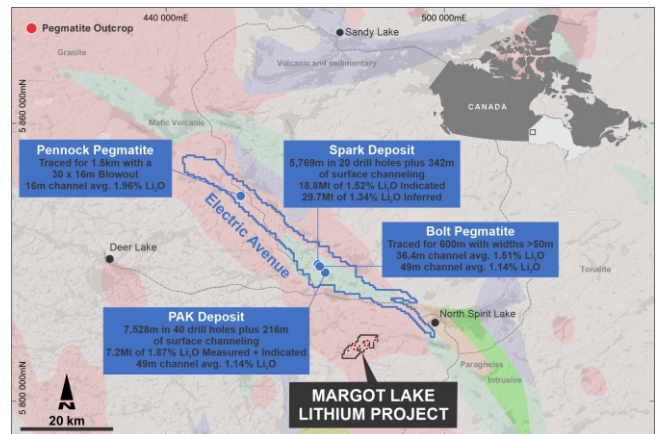 Pegmatite Outcrop
440 000mE
500 000mE
Sandy Lake
Granite
Volcanic and sedimentary
CANADA
5 860 000mN
Mafic Volcanic
Pennock Pegmatite
Traced for 1.5km with a
30 x 16m Blowout
16m channel avg. 1.96% Li₂O
Spark Deposit
5,769m in 20 drill holes plus 342m
of surface channeling
18.8Mt of 1.52% Li₂O Indicated
29.7Mt of 1.34% Li₂O Inferred
Electric Avenue
Bolt Pegmatite
Traced for 600m with widths >50m
36.4m channel avg. 1.51% Li₂O
49m channel avg. 1.14% Li₂O
Deer Lake
Tonalite
PAK Deposit
7,528m in 40 drill holes plus 216m
of surface channeling
7.2Mt of 1.87% Li₂O Measured + Indicated
49m channel avg. 1.14% Li₂O
North Spirit Lake
Paragneiss
Intrusive
MARGOT LAKE
LITHIUM PROJECT
5 800 000mN
N
20 km